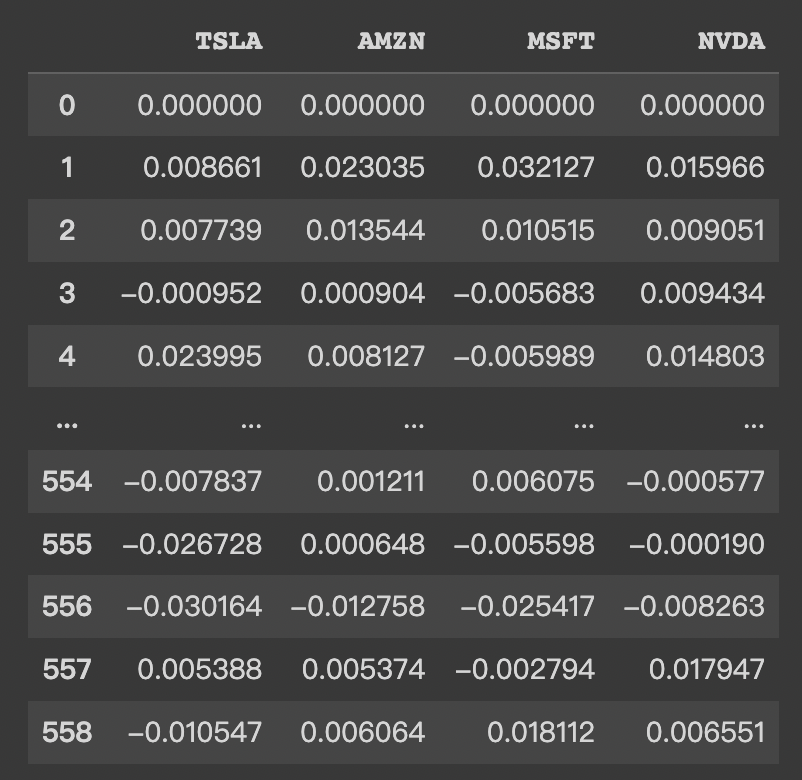 TSLA AMZN MSFT NVDA
0 0.000000 0.000000 0.000000 0.000000
1 0.008661 0.023035 0.032127 0.015966
2 0.007739 0.013544 0.010515 0.009051
3 −0.000952 0.000904 −0.005683 0.009434
4 0.023995 0.008127 −0.005989 0.014803
... ... ... ... ...
554 −0.007837 0.001211 0.006075 −0.000577
555 −0.026728 0.000648 −0.005598 −0.000190
556 −0.030164 −0.012758 −0.025417 −0.008263
557 0.005388 0.005374 −0.002794 0.017947
558 −0.010547 0.006064 0.018112 0.006551